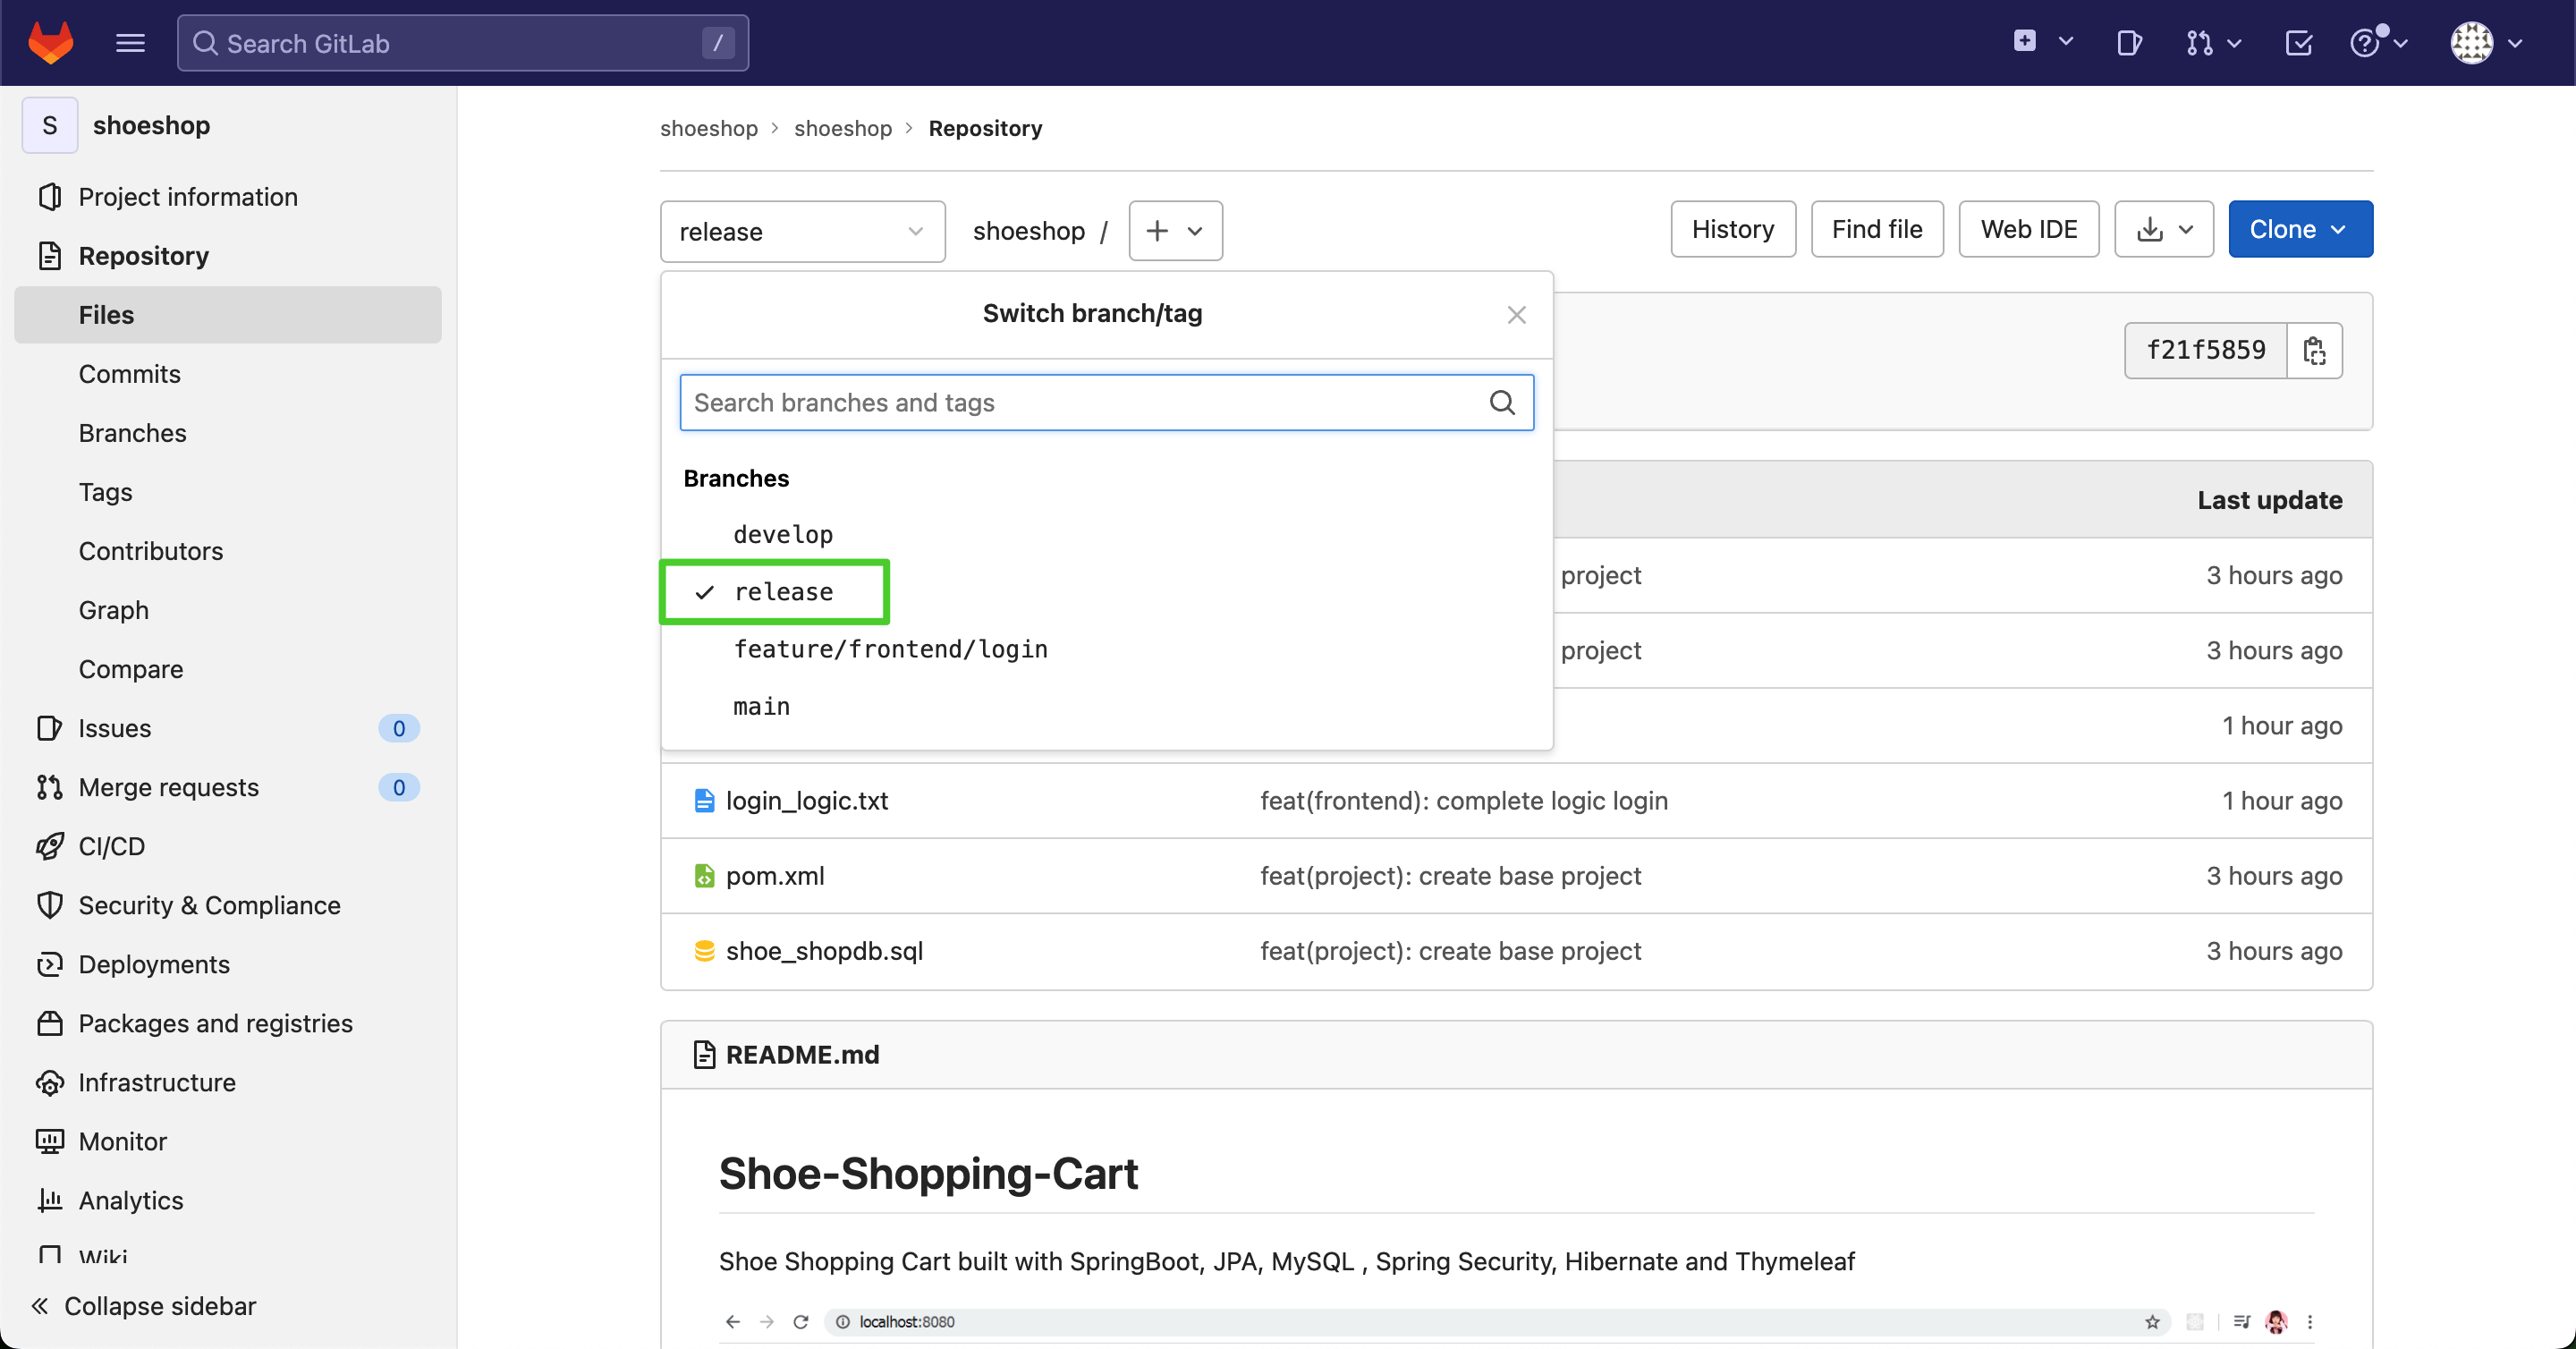 Search GitLab /
S shoeshop
Project information
Repository
Files
Commits
Branches
Tags
Contributors
Graph
Compare
Issues 0
Merge requests 0
CI/CD
Security & Compliance
Deployments
Packages and registries
Infrastructure
Monitor
Analytics
Wiki
Collapse sidebar
shoeshop > shoeshop > Repository
release shoeshop / History Find file Web IDE Clone
Switch branch/tag
f21f5859
Search branches and tags
Branches
develop
release
feature/frontend/login
main
Last update
project 3 hours ago
project 3 hours ago
1 hour ago
login_logic.txt feat(frontend): complete logic login 1 hour ago
pom.xml feat(project): create base project 3 hours ago
shoe_shopdb.sql feat(project): create base project 3 hours ago
README.md
Shoe-Shopping-Cart
Shoe Shopping Cart built with SpringBoot, JPA, MySQL , Spring Security, Hibernate and Thymeleaf
localhost:8080